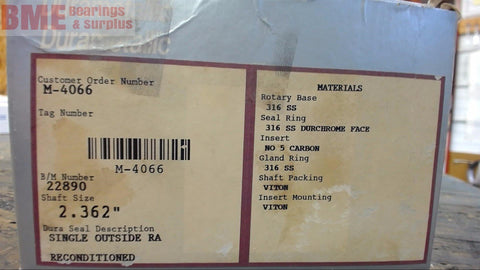 BME Bearings
& Surplus
Customer Order Number
M-4066
Tag Number
M-4066
B/M Number
22890
Shaft Size
2.362"
Dura Seal Description
SINGLE OUTSIDE RA
RECONDITIONED
MATERIALS
Rotary Base
316 SS
Seal Ring
316 SS DURCHROME FACE
Insert
NO 5 CARBON
Gland Ring
316 SS
Shaft Packing
VITON
Insert Mounting
VITON